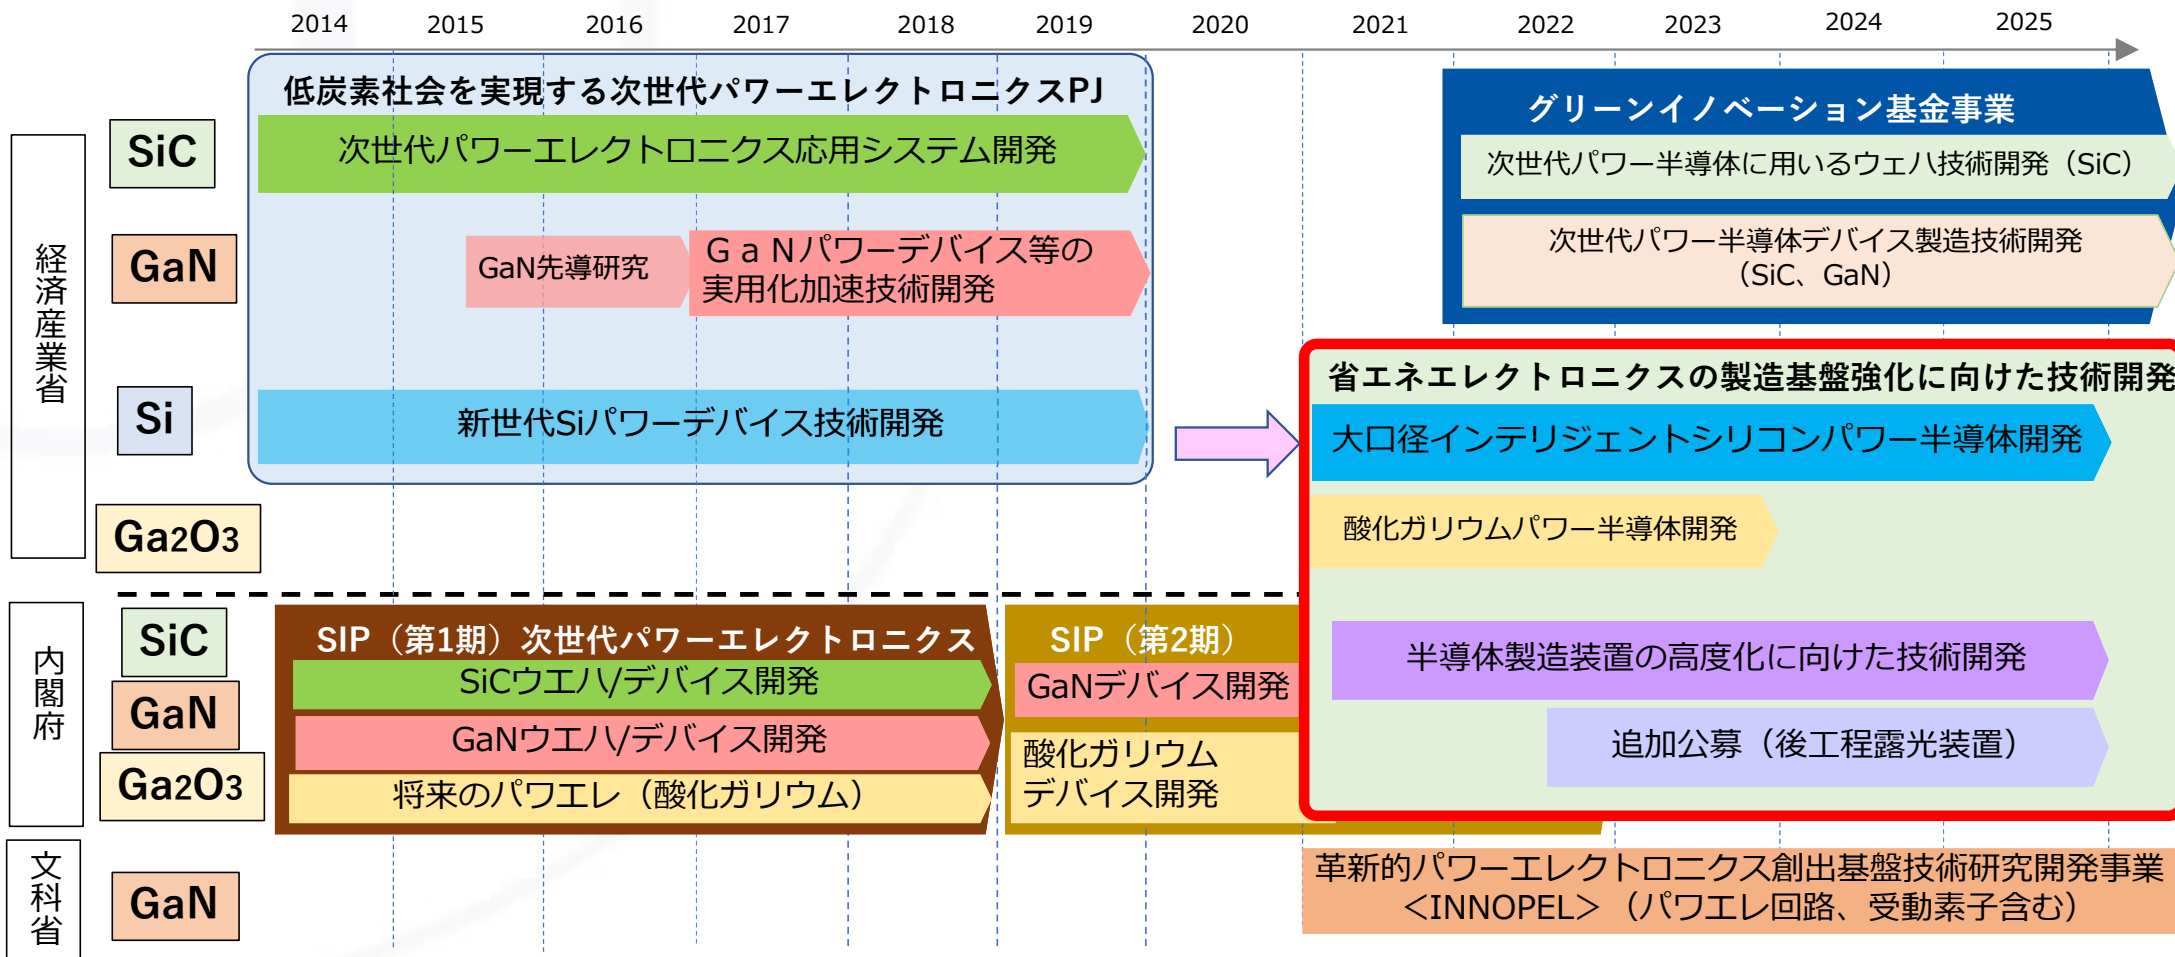 2014 2015 2016 2017 2018 2019 2020 2021 2022 2023 2024 2025
経済産業省
SiC
GaN
Si
Ga2O3
低炭素社会を実現する次世代パワーエレクトロニクスPJ
次世代パワーエレクトロニクス応用システム開発
GaN先導研究
ＧａＮパワーデバイス等の
実用化加速技術開発
新世代Siパワーデバイス技術開発
グリーンイノベーション基金事業
次世代パワー半導体に用いるウェハ技術開発（SiC）
次世代パワー半導体デバイス製造技術開発
（SiC、GaN）
省エネエレクトロニクスの製造基盤強化に向けた技術開発
大口径インテリジェントシリコンパワー半導体開発
酸化ガリウムパワー半導体開発
半導体製造装置の高度化に向けた技術開発
追加公募（後工程露光装置）
内閣府
SiC
GaN
Ga2O3
SIP（第1期）次世代パワーエレクトロニクス
SiCウエハ/デバイス開発
GaNウエハ/デバイス開発
将来のパワエレ（酸化ガリウム）
SIP（第2期）
GaNデバイス開発
酸化ガリウム
デバイス開発
文科省
GaN
革新的パワーエレクトロニクス創出基盤技術研究開発事業
<INNOPEL>（パワエレ回路、受動素子含む）